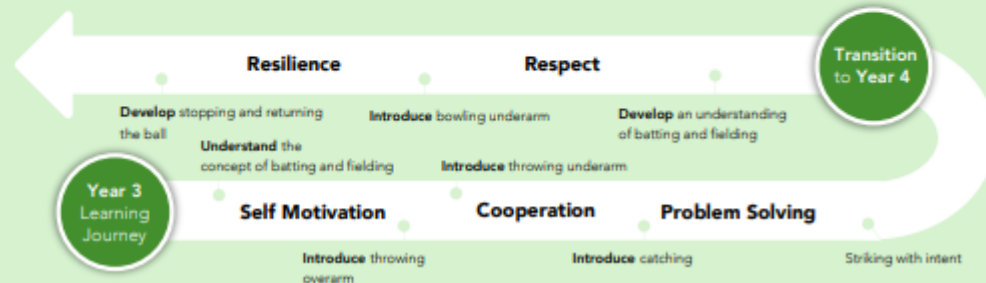 Resilience
Respect
Transition
to Year 4
Develop stopping and returning
the ball
Introduce bowling underarm
Develop an understanding
of batting and fielding
Understand the
concept of batting and fielding
Introduce throwing underarm
Year 3
Learning
Journey
Self Motivation
Cooperation
Problem Solving
Introduce throwing
overarm
Introduce catching
Striking with intent